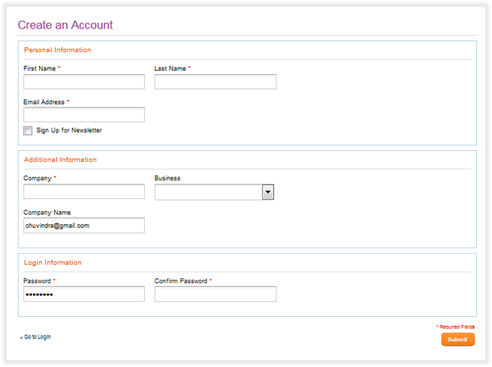 Create an Account
Personal Information
First Name *
Last Name *
Email Address *
Sign Up for Newsletter
Additional Information
Company *
Business
Company Name
chuvindra@gmail.com
Login Information
Password *
Confirm Password *
••••••••
* Required Fields
« Go to Login
Submit